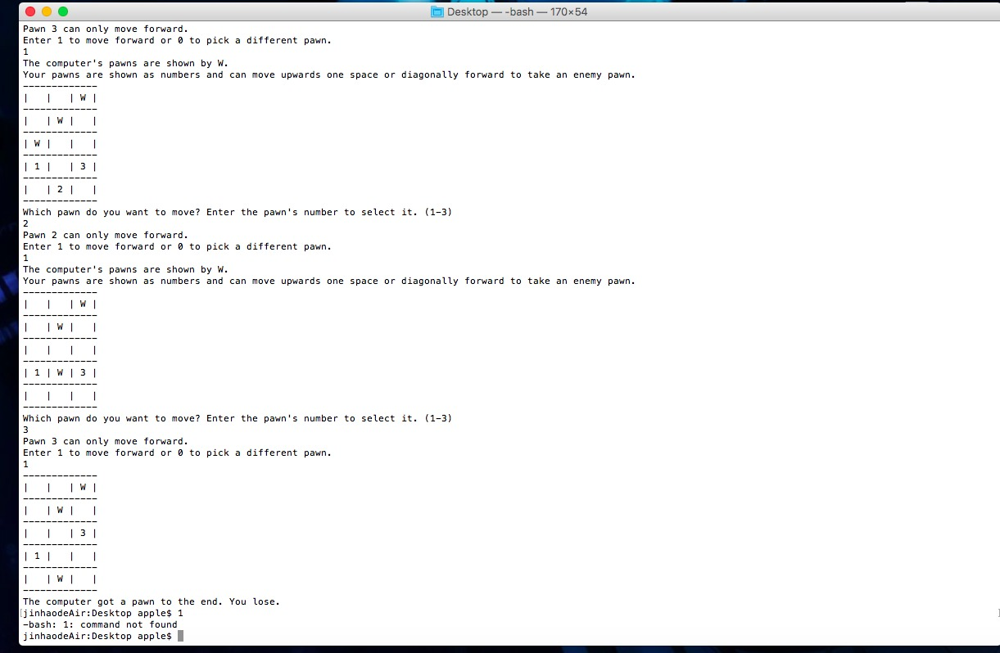 Desktop — -bash — 170×54
Pawn 3 can only move forward.
Enter 1 to move forward or 0 to pick a different pawn.
1
The computer's pawns are shown by W.
Your pawns are shown as numbers and can move upwards one space or diagonally forward to take an enemy pawn.
-------------
|   |   | W |
-------------
|   | W |   |
-------------
| W |   |   |
-------------
| 1 |   | 3 |
-------------
|   | 2 |   |
-------------
Which pawn do you want to move? Enter the pawn's number to select it. (1-3)
2
Pawn 2 can only move forward.
Enter 1 to move forward or 0 to pick a different pawn.
1
The computer's pawns are shown by W.
Your pawns are shown as numbers and can move upwards one space or diagonally forward to take an enemy pawn.
-------------
|   |   | W |
-------------
|   | W |   |
-------------
|   |   |   |
-------------
| 1 | W | 3 |
-------------
|   |   |   |
-------------
Which pawn do you want to move? Enter the pawn's number to select it. (1-3)
3
Pawn 3 can only move forward.
Enter 1 to move forward or 0 to pick a different pawn.
1
-------------
|   |   | W |
-------------
|   | W |   |
-------------
|   |   | 3 |
-------------
| 1 |   |   |
-------------
|   | W |   |
-------------
The computer got a pawn to the end. You lose.
[jinhaodeAir:Desktop apple$ 1 ]
-bash: 1: command not found
jinhaodeAir:Desktop apple$